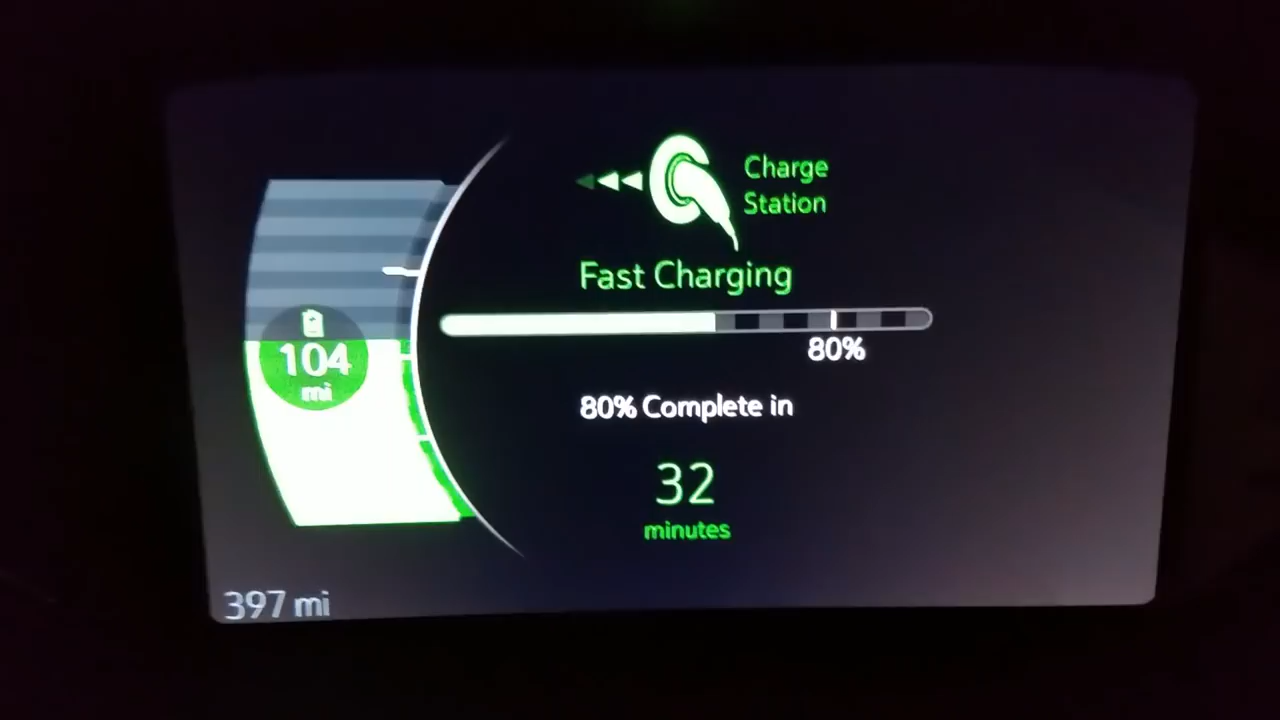 Charge
Station
Fast Charging
80%
104
mi
80% Complete in
32
minutes
397 mi